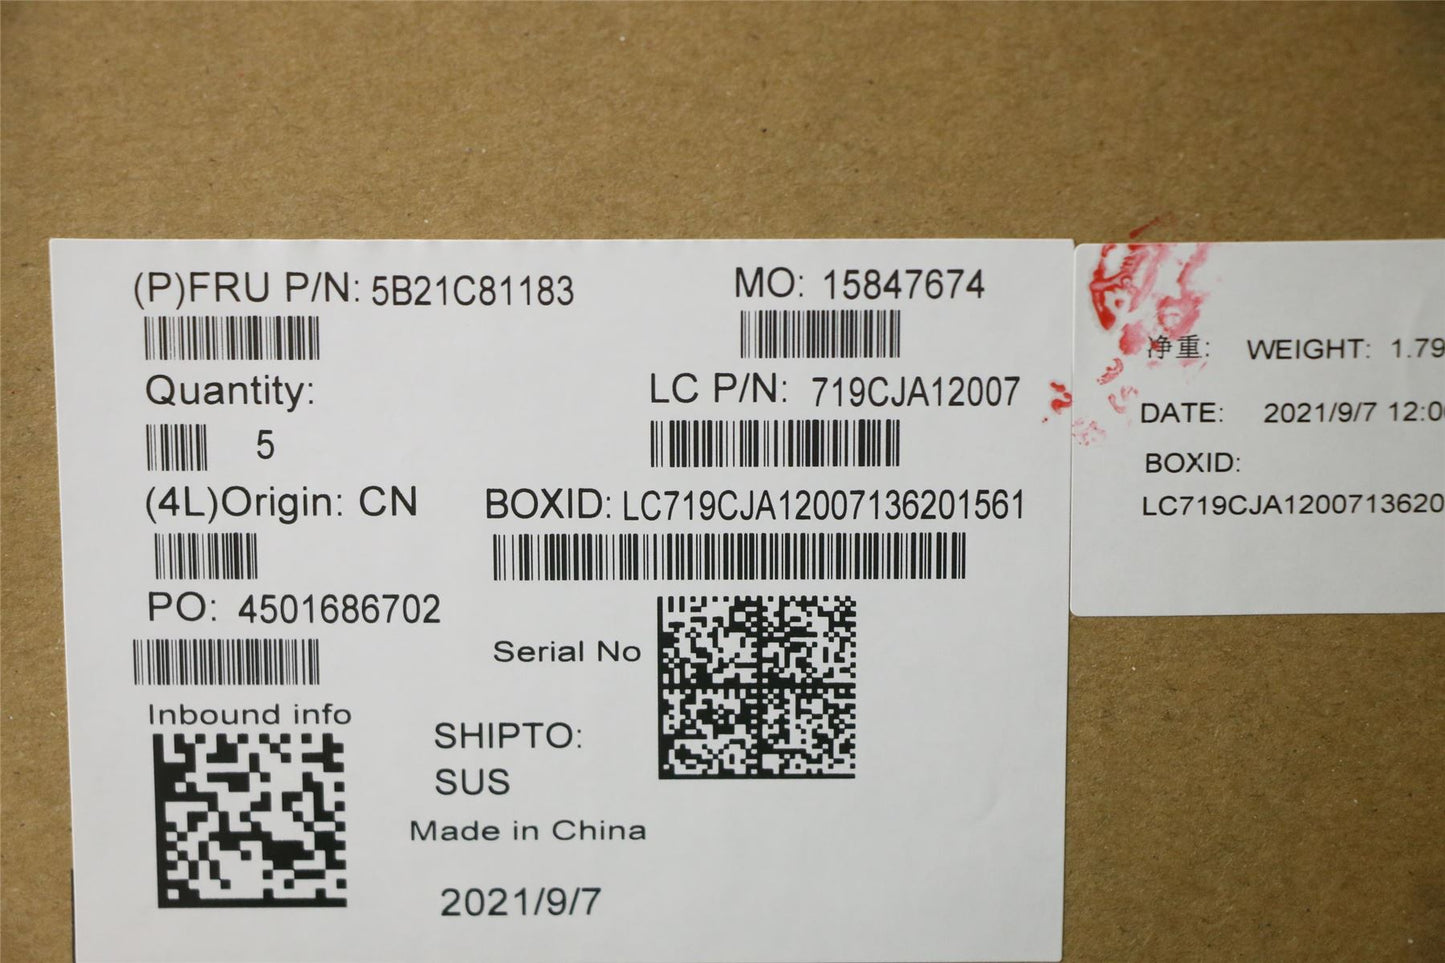 (P)FRU P/N: 5B21C81183
MO: 15847674
Quantity:
5
LC P/N: 719CJA12007
(4L)Origin: CN
BOXID: LC719CJA12007136201561
PO: 4501686702
Serial No
Inbound info
SHIPTO:
SUS
Made in China
2021/9/7
净重: WEIGHT: 1.79
DATE: 2021/9/7 12:0
BOXID:
LC719CJA1200713620